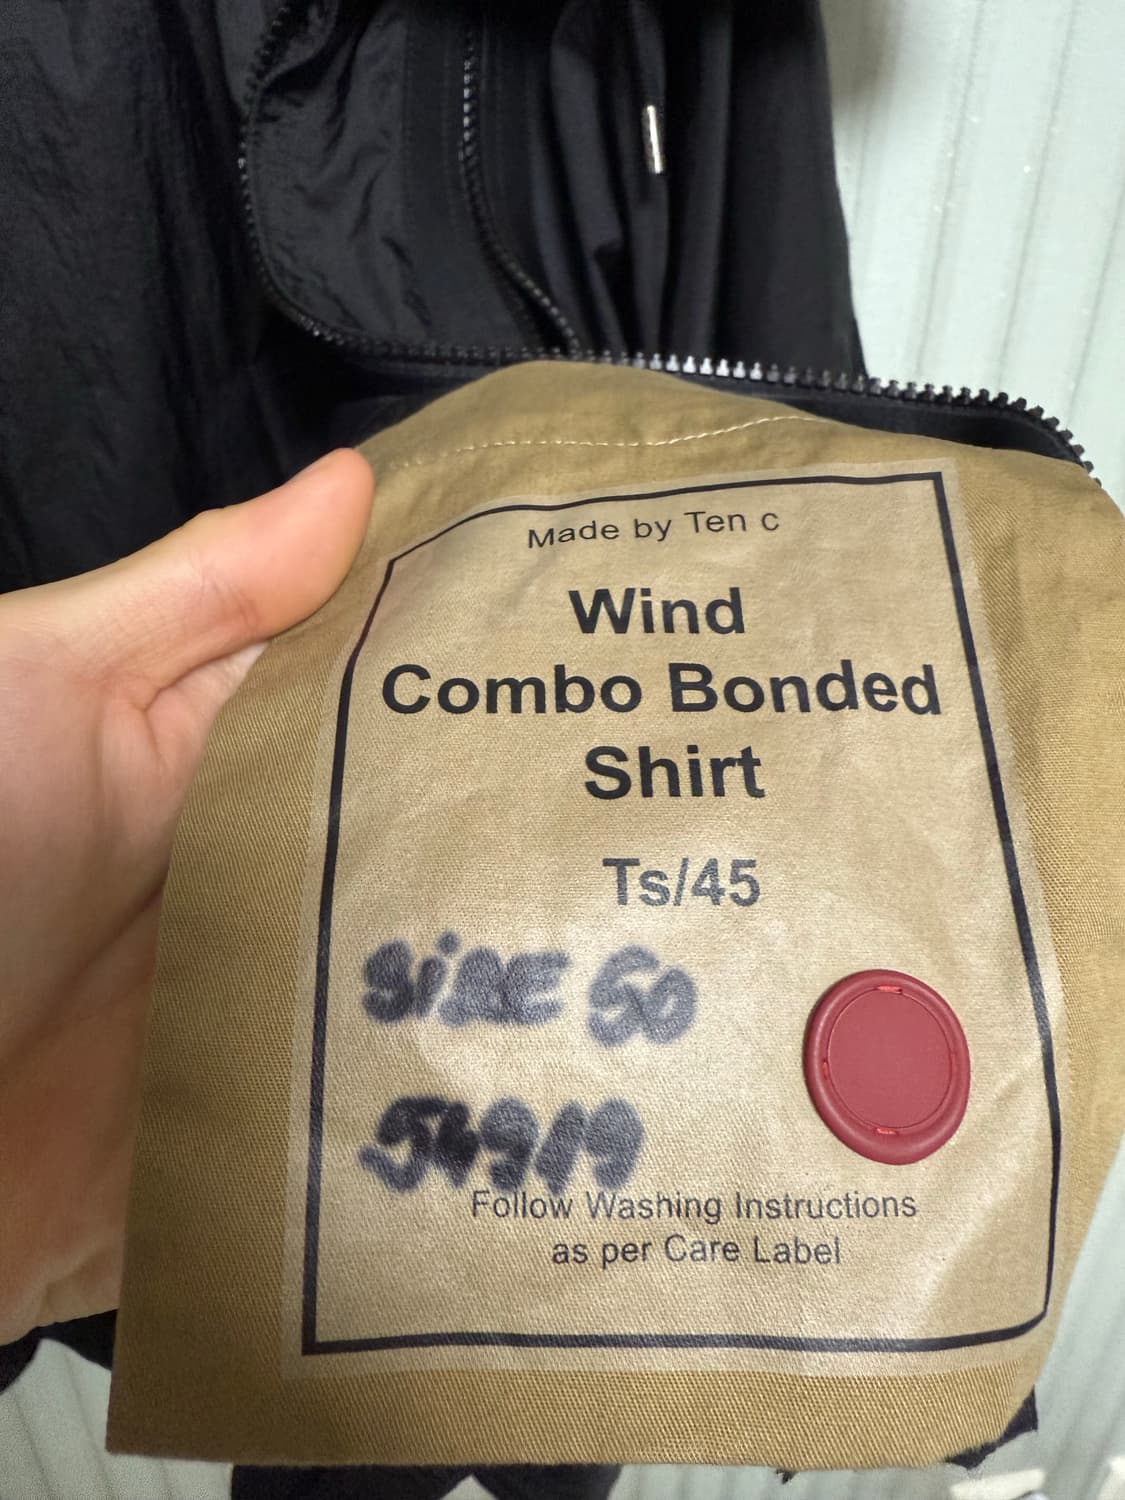 Made by Ten c
Wind
Combo Bonded
Shirt
Ts/45
SiZE 50
54919
Follow Washing Instructions
as per Care Label